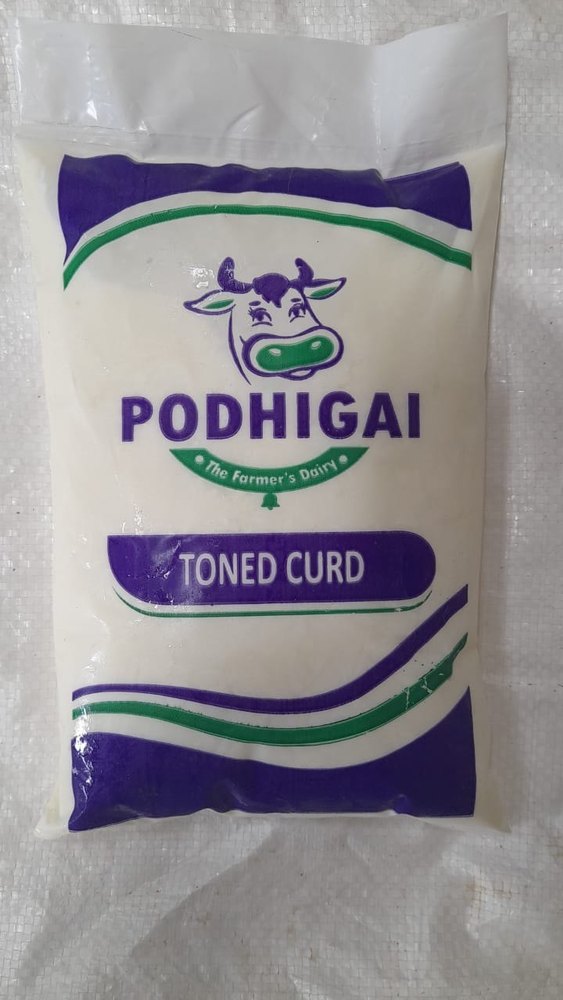 PODHIGAI
The Farmer's Dairy
TONED CURD